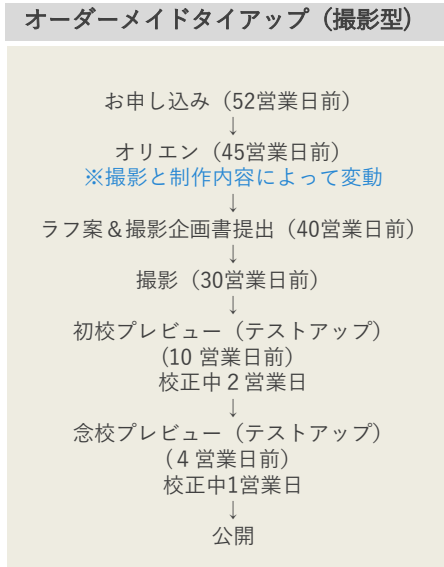 オーダーメイドタイアップ（撮影型）
お申し込み（52営業日前）
↓
オリエン（45営業日前）
※撮影と制作内容によって変動
↓
ラフ案＆撮影企画書提出（40営業日前）
↓
撮影（30営業日前）
↓
初校プレビュー（テストアップ）
(10 営業日前）
校正中２営業日
↓
念校プレビュー（テストアップ）
（４営業日前）
校正中1営業日
↓
公開